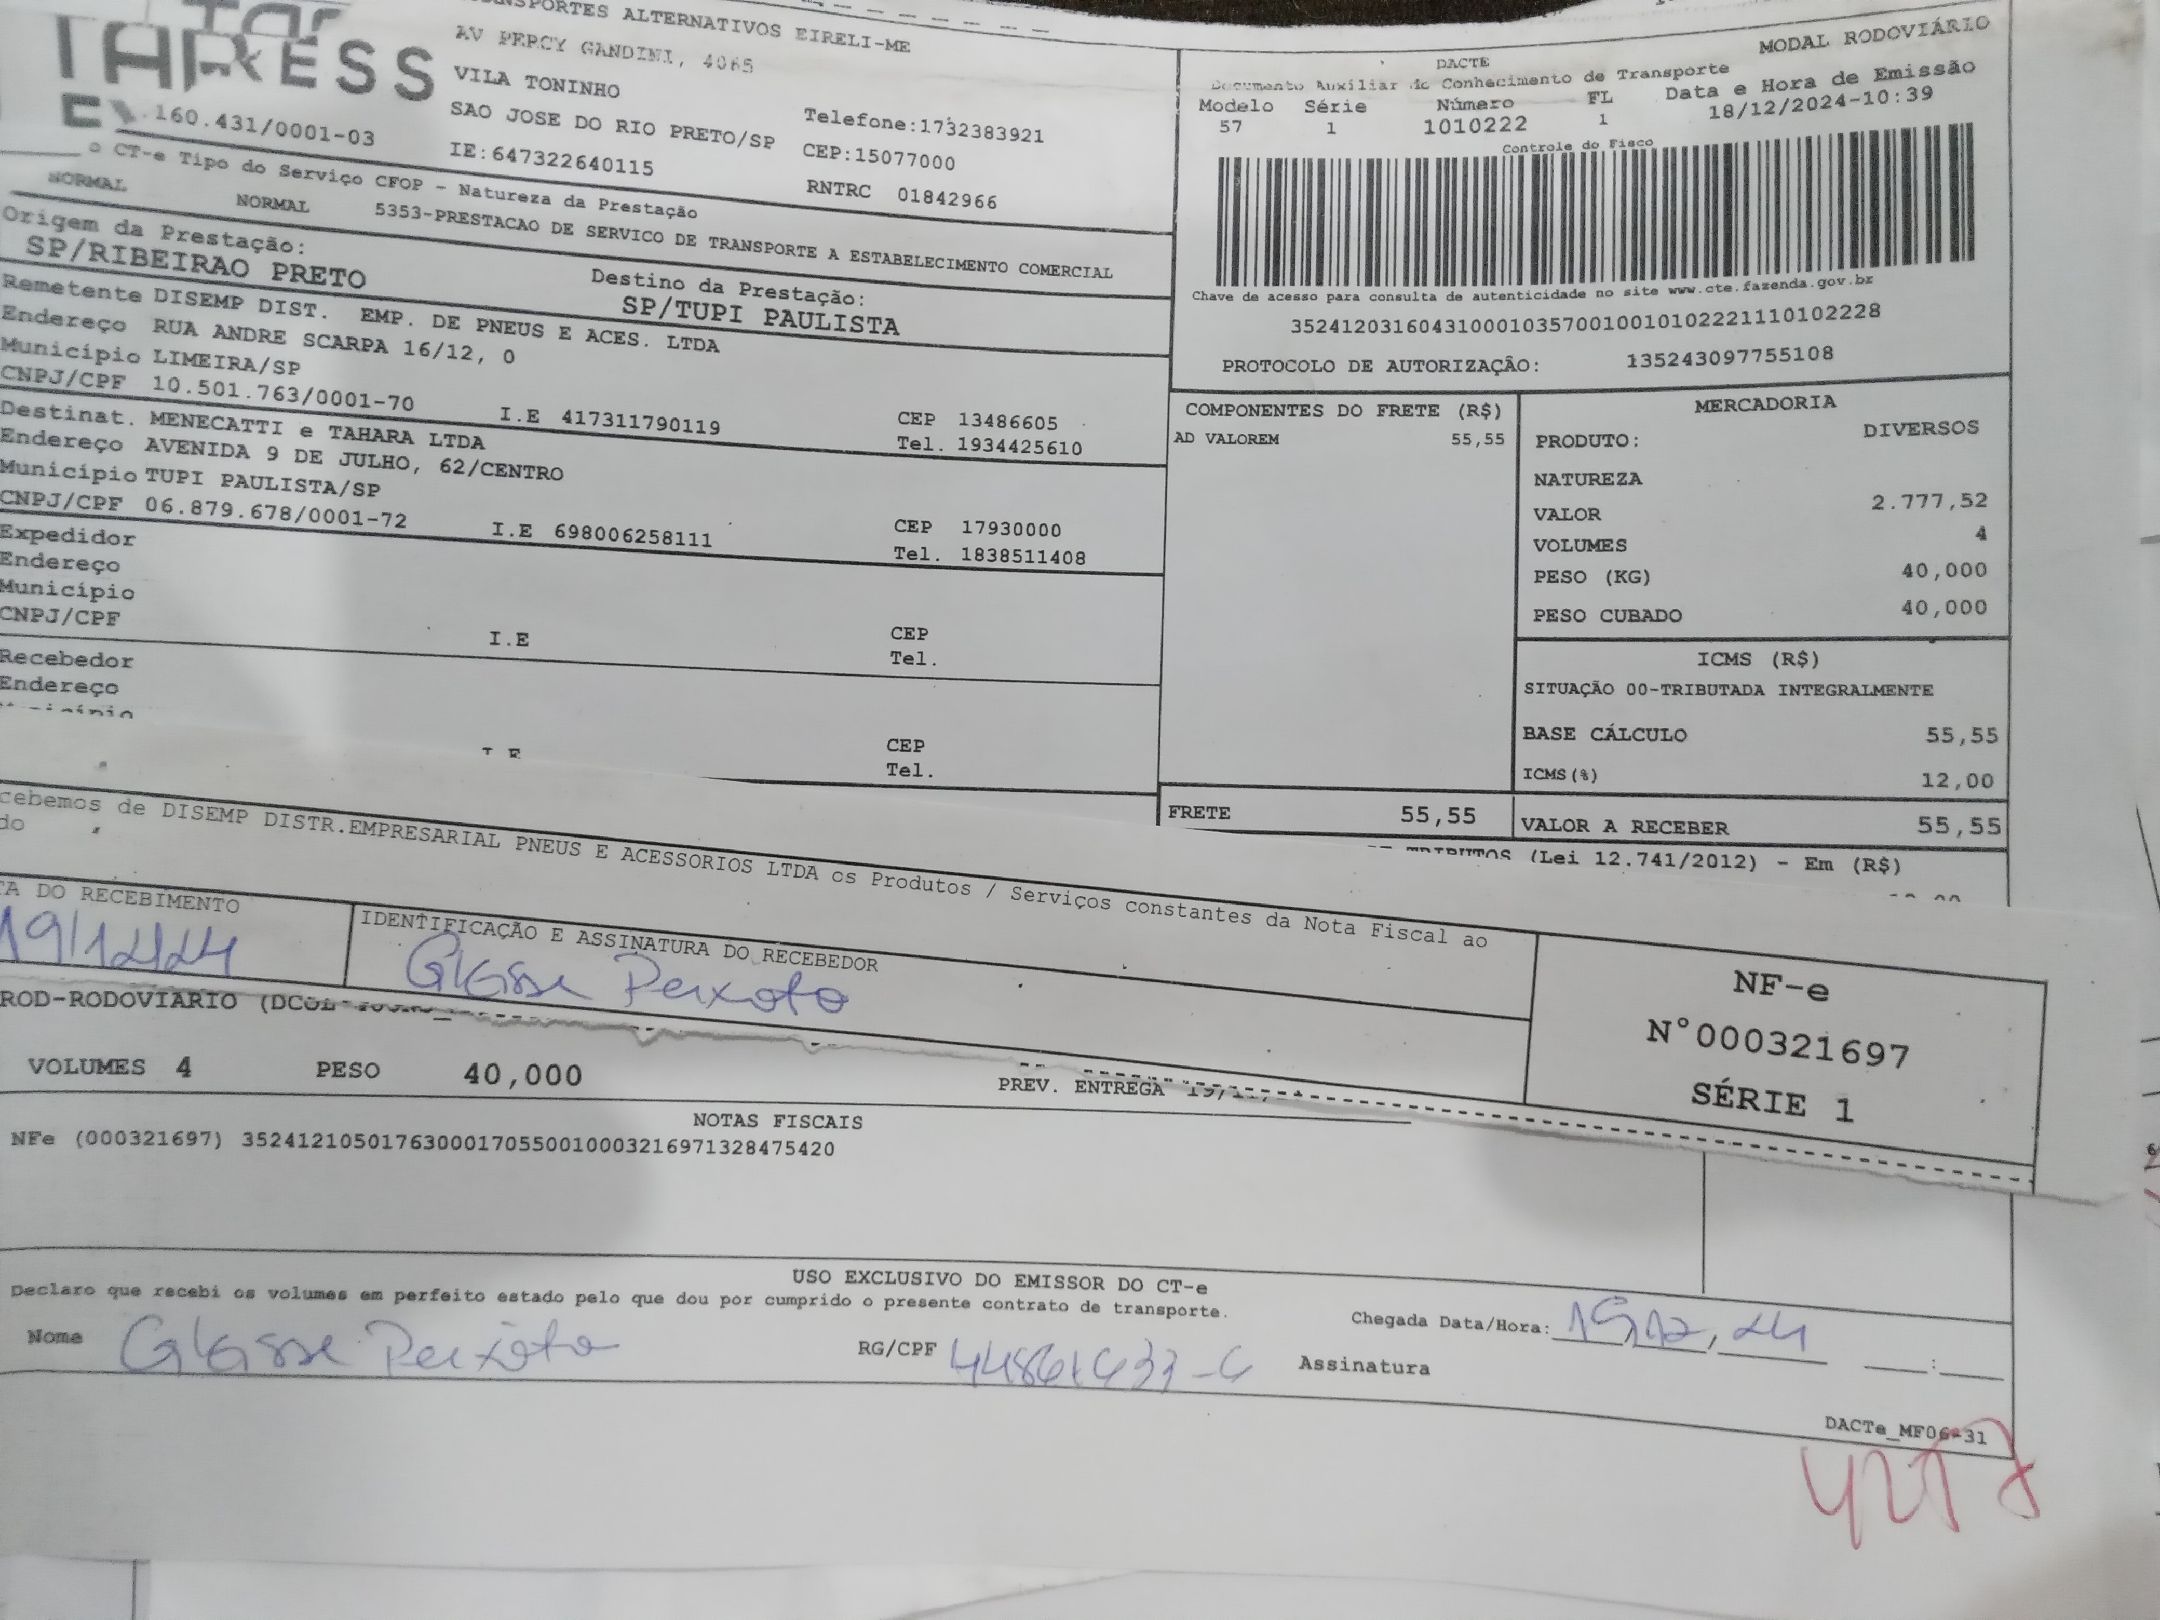 TRANSPORTES ALTERNATIVOS EIRELI-ME
AV PERCY GANDINI, 4065
VILA TONINHO
SAO JOSE DO RIO PRETO/SP
Telefone:1732383921
.160.431/0001-03
IE:647322640115
CEP:15077000
RNTRC 01842966
o CT-e Tipo do Serviço CFOP - Natureza da Prestação
NORMAL NORMAL 5353-PRESTACAO DE SERVICO DE TRANSPORTE A ESTABELECIMENTO COMERCIAL
Origem da Prestação:
SP/RIBEIRAO PRETO
Destino da Prestação:
SP/TUPI PAULISTA
Remetente DISEMP DIST. EMP. DE PNEUS E ACES. LTDA
Endereço RUA ANDRE SCARPA 16/12, 0
Município LIMEIRA/SP CEP 13486605
CNPJ/CPF 10.501.763/0001-70 I.E 417311790119 Tel. 1934425610
Destinat. MENECATTI e TAHARA LTDA
Endereço AVENIDA 9 DE JULHO, 62/CENTRO
Município TUPI PAULISTA/SP CEP 17930000
CNPJ/CPF 06.879.678/0001-72 I.E 698006258111 Tel. 1838511408
Expedidor
Endereço
Município CEP
CNPJ/CPF I.E Tel.
Recebedor
Endereço
Município CEP
I.E Tel.
DACTE MODAL RODOVIÁRIO
Documento Auxiliar do Conhecimento de Transporte
Modelo Série Número FL Data e Hora de Emissão
57 1 1010222 1 18/12/2024-10:39
Controle do Fisco
Chave de acesso para consulta de autenticidade no site www.cte.fazenda.gov.br
35241203160431000103570010010102221110102228
PROTOCOLO DE AUTORIZAÇÃO: 135243097755108
COMPONENTES DO FRETE (R$)
AD VALOREM 55,55
MERCADORIA
PRODUTO: DIVERSOS
NATUREZA
VALOR 2.777,52
VOLUMES 4
PESO (KG) 40,000
PESO CUBADO 40,000
ICMS (R$)
SITUAÇÃO 00-TRIBUTADA INTEGRALMENTE
BASE CÁLCULO 55,55
ICMS(%) 12,00
FRETE 55,55 VALOR A RECEBER 55,55
TRIBUTOS (Lei 12.741/2012) - Em (R$)
cebemos de DISEMP DISTR.EMPRESARIAL PNEUS E ACESSORIOS LTDA os Produtos / Serviços constantes da Nota Fiscal ao
do
TA DO RECEBIMENTO
19/12/24
IDENTIFICAÇÃO E ASSINATURA DO RECEBEDOR
Gleisse Peixoto
NF-e
N°000321697
SÉRIE 1
ROD-RODOVIARIO
VOLUMES 4 PESO 40,000 PREV. ENTREGA
NOTAS FISCAIS
NFe (000321697) 35241210501763000170550010003216971328475420
USO EXCLUSIVO DO EMISSOR DO CT-e
Declaro que recebi os volumes em perfeito estado pelo que dou por cumprido o presente contrato de transporte.
Nome Gleisse Peixoto RG/CPF Chegada Data/Hora: 19,12,24 :
Assinatura
DACTe_MF06-31